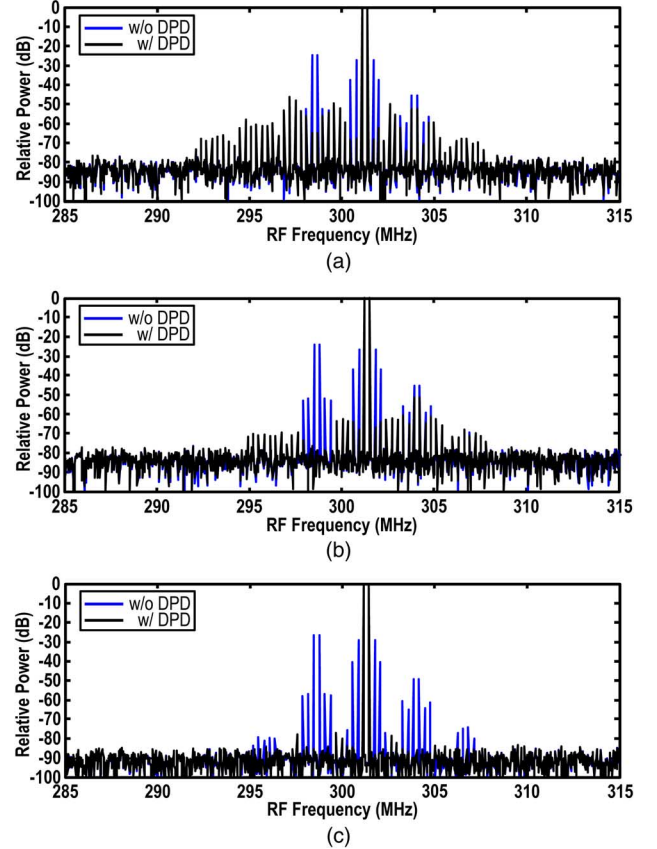 0
-10
-20
-30
-40
-50
-60
-70
-80
-90
-100
Relative Power (dB)
w/o DPD
w/ DPD
285 290 295 300 305 310 315
RF Frequency (MHz)
(a)
0
-10
-20
-30
-40
-50
-60
-70
-80
-90
-100
Relative Power (dB)
w/o DPD
w/ DPD
285 290 295 300 305 310 315
RF Frequency (MHz)
(b)
0
-10
-20
-30
-40
-50
-60
-70
-80
-90
-100
Relative Power (dB)
w/o DPD
w/ DPD
285 290 295 300 305 310 315
RF Frequency (MHz)
(c)